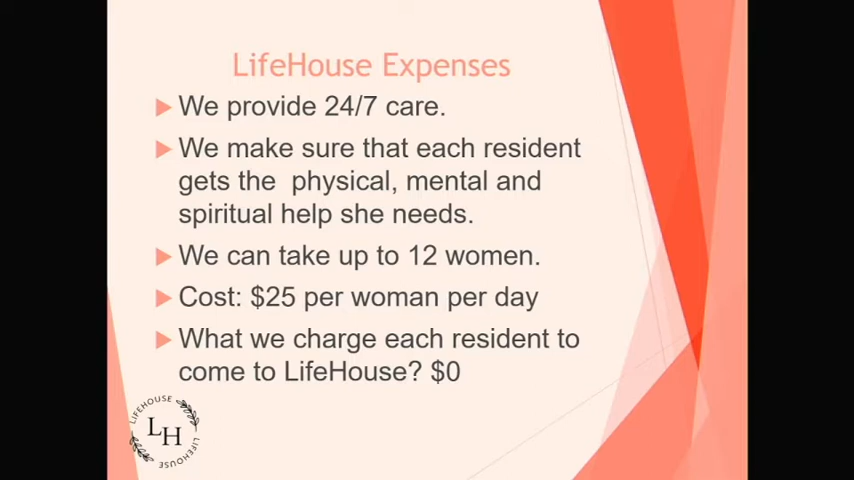 LifeHouse Expenses
We provide 24/7 care.
We make sure that each resident
gets the  physical, mental and
spiritual help she needs.
We can take up to 12 women.
Cost: $25 per woman per day
What we charge each resident to
come to LifeHouse? $0
LIFEHOUSE
LH
LIFEHOUSE